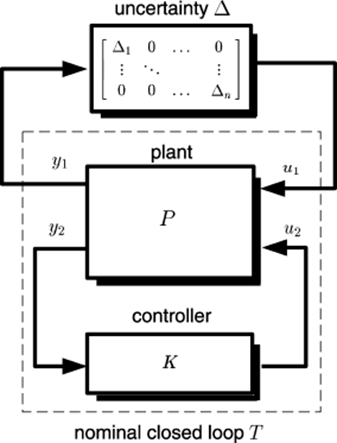 uncertainty Δ
Δ₁ 0 … 0
⋮ ⋱ ⋮
0 0 … Δₙ
y₁
plant
u₁
P
y₂
u₂
controller
K
nominal closed loop T